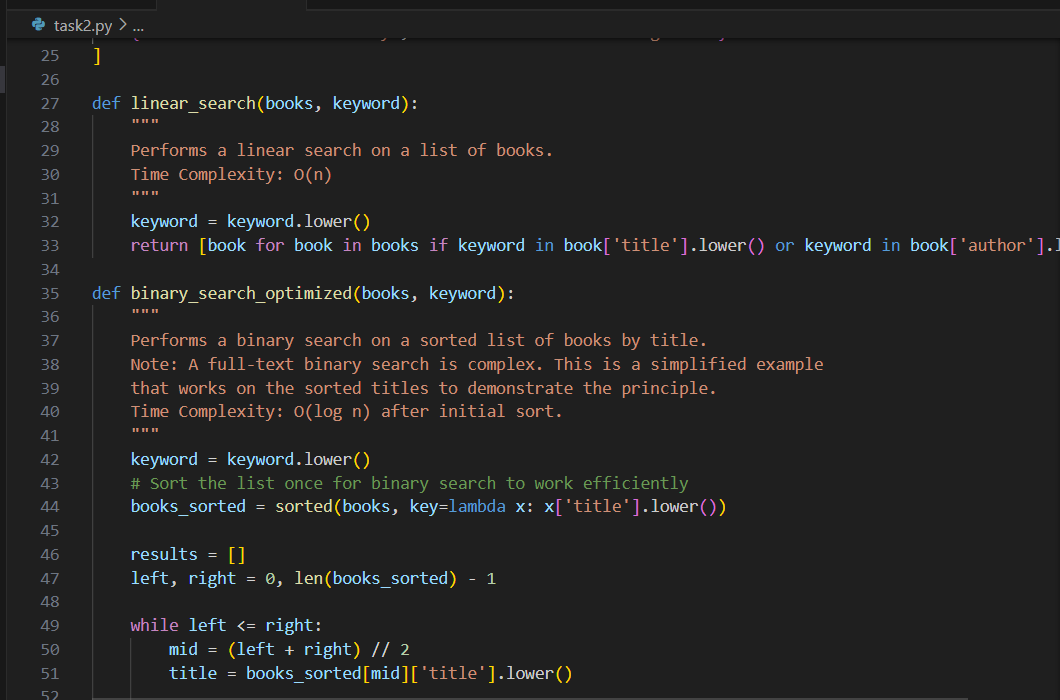 task2.py > ...
25 ]
26
27 def linear_search(books, keyword):
28     """
29     Performs a linear search on a list of books.
30     Time Complexity: O(n)
31     """
32     keyword = keyword.lower()
33     return [book for book in books if keyword in book['title'].lower() or keyword in book['author'].l
34
35 def binary_search_optimized(books, keyword):
36     """
37     Performs a binary search on a sorted list of books by title.
38     Note: A full-text binary search is complex. This is a simplified example
39     that works on the sorted titles to demonstrate the principle.
40     Time Complexity: O(log n) after initial sort.
41     """
42     keyword = keyword.lower()
43     # Sort the list once for binary search to work efficiently
44     books_sorted = sorted(books, key=lambda x: x['title'].lower())
45
46     results = []
47     left, right = 0, len(books_sorted) - 1
48
49     while left <= right:
50         mid = (left + right) // 2
51         title = books_sorted[mid]['title'].lower()
52